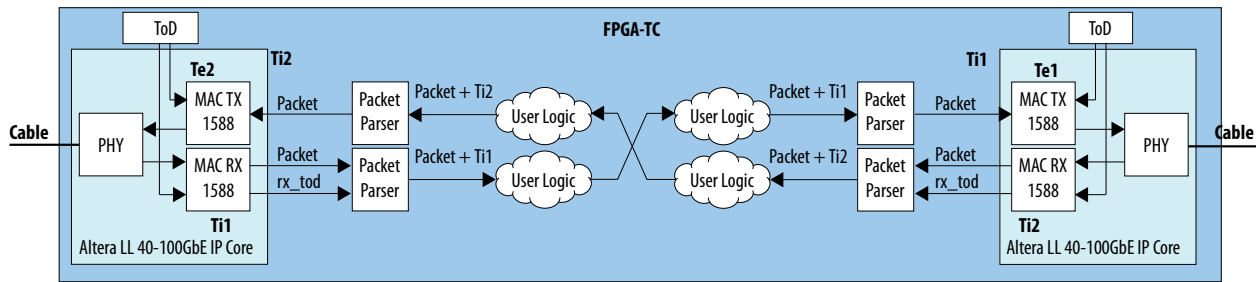 FPGA-TC
ToD
ToD
Ti2
Ti1
Te2
Te1
MAC TX
1588
Packet
Packet
Parser
Packet + Ti2
User Logic
User Logic
Packet + Ti1
Packet
Parser
Packet
MAC TX
1588
Cable
PHY
PHY
Cable
MAC RX
1588
Packet
rx_tod
Packet
Parser
Packet + Ti1
User Logic
User Logic
Packet + Ti2
Packet
Parser
Packet
rx_tod
MAC RX
1588
Ti1
Ti2
Altera LL 40-100GbE IP Core
Altera LL 40-100GbE IP Core